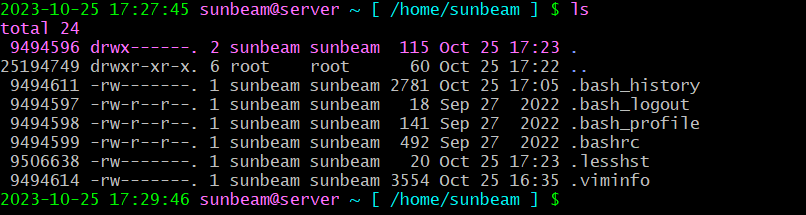 2023-10-25 17:27:45 sunbeam@server ~ [ /home/sunbeam ] $ ls
total 24
 9494596 drwx------. 2 sunbeam sunbeam  115 Oct 25 17:23 .
25194749 drwxr-xr-x. 6 root    root      60 Oct 25 17:22 ..
 9494611 -rw-------. 1 sunbeam sunbeam 2781 Oct 25 17:05 .bash_history
 9494597 -rw-r--r--. 1 sunbeam sunbeam   18 Sep 27  2022 .bash_logout
 9494598 -rw-r--r--. 1 sunbeam sunbeam  141 Sep 27  2022 .bash_profile
 9494599 -rw-r--r--. 1 sunbeam sunbeam  492 Sep 27  2022 .bashrc
 9506638 -rw-------. 1 sunbeam sunbeam   20 Oct 25 17:23 .lesshst
 9494614 -rw-------. 1 sunbeam sunbeam 3554 Oct 25 16:35 .viminfo
2023-10-25 17:29:46 sunbeam@server ~ [ /home/sunbeam ] $